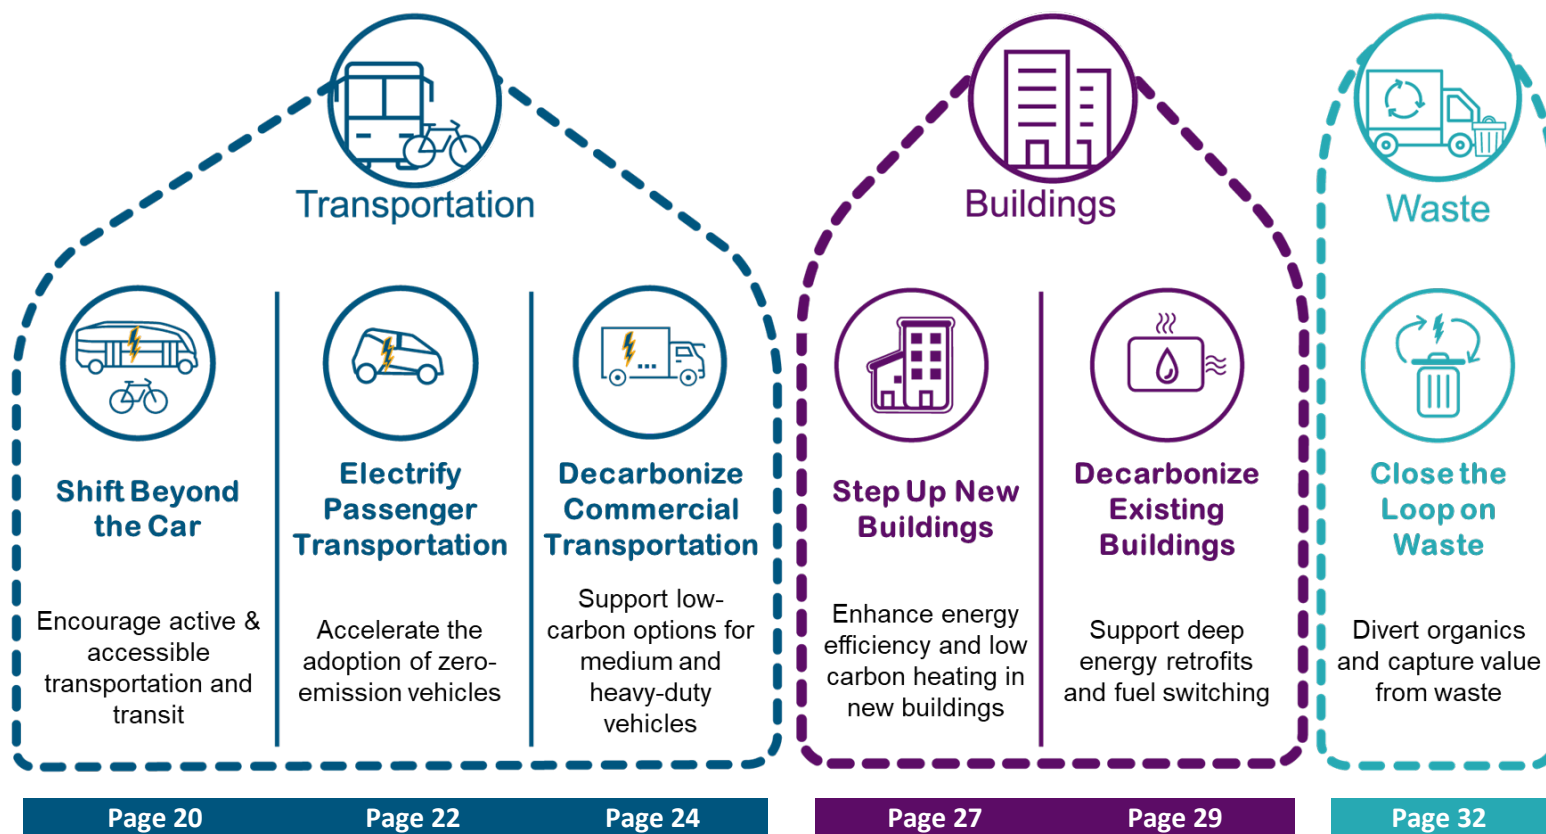 Transportation
Shift Beyond
the Car
Encourage active &
accessible
transportation and
transit
Electrify
Passenger
Transportation
Accelerate the
adoption of zero-
emission vehicles
Decarbonize
Commercial
Transportation
Support low-
carbon options for
medium and
heavy-duty
vehicles
Buildings
Step Up New
Buildings
Enhance energy
efficiency and low
carbon heating in
new buildings
Decarbonize
Existing
Buildings
Support deep
energy retrofits
and fuel switching
Waste
Close the
Loop on
Waste
Divert organics
and capture value
from waste
Page 20
Page 22
Page 24
Page 27
Page 29
Page 32